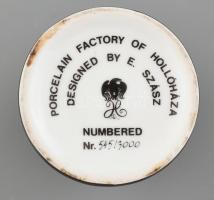 PORCELAIN FACTORY OF HOLLÓHÁZA
DESIGNED BY E. SZÁSZ
NUMBERED
Nr. 545/3000